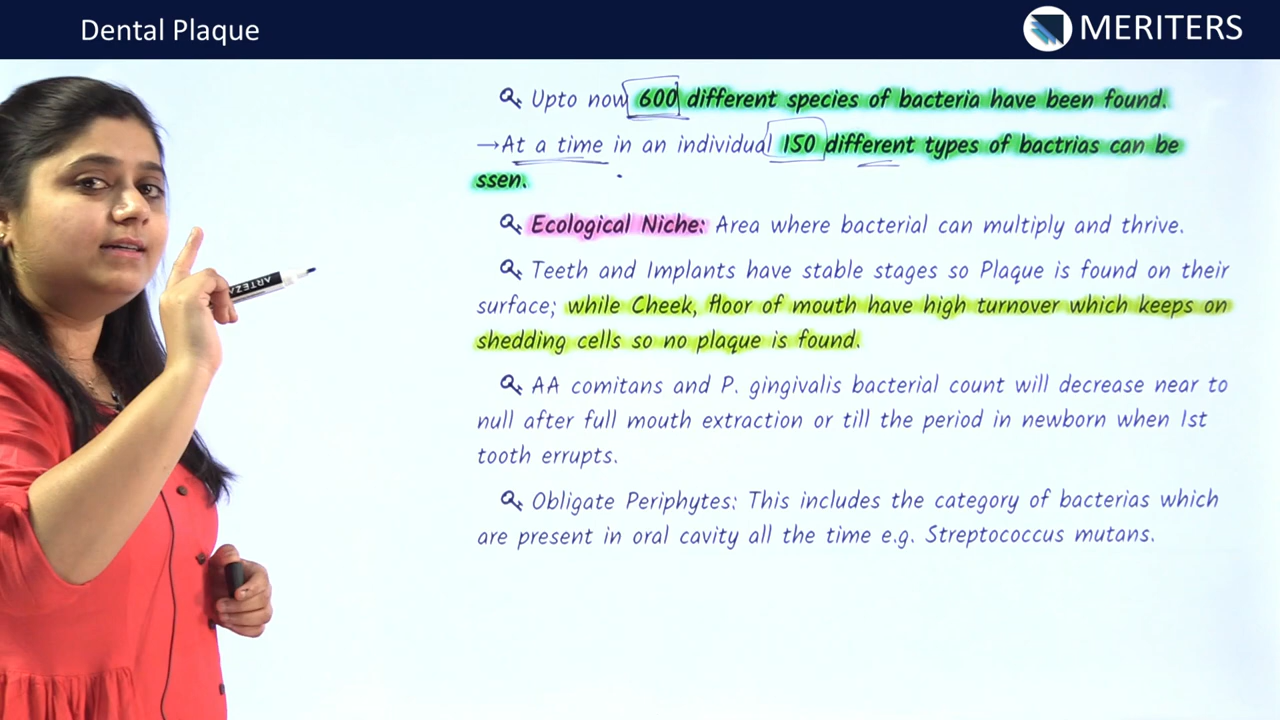 Dental Plaque
MERITERS
Upto now 600 different species of bacteria have been found.
→At a time in an individual 150 different types of bactrias can be
ssen.
Ecological Niche: Area where bacterial can multiply and thrive.
Teeth and Implants have stable stages so Plaque is found on their
surface; while Cheek, floor of mouth have high turnover which keeps on
shedding cells so no plaque is found.
AA comitans and P. gingivalis bacterial count will decrease near to
null after full mouth extraction or till the period in newborn when 1st
tooth errupts.
Obligate Periphytes: This includes the category of bacterias which
are present in oral cavity all the time e.g. Streptococcus mutans.
ARTEZA